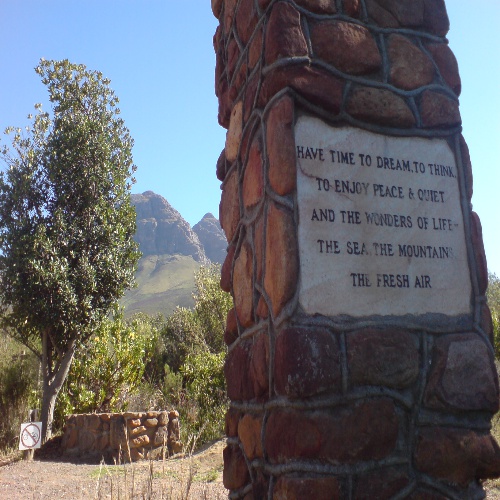 HAVE TIME TO DREAM, TO THINK,
TO ENJOY PEACE & QUIET
AND THE WONDERS OF LIFE-
THE SEA, THE MOUNTAINS
THE FRESH AIR